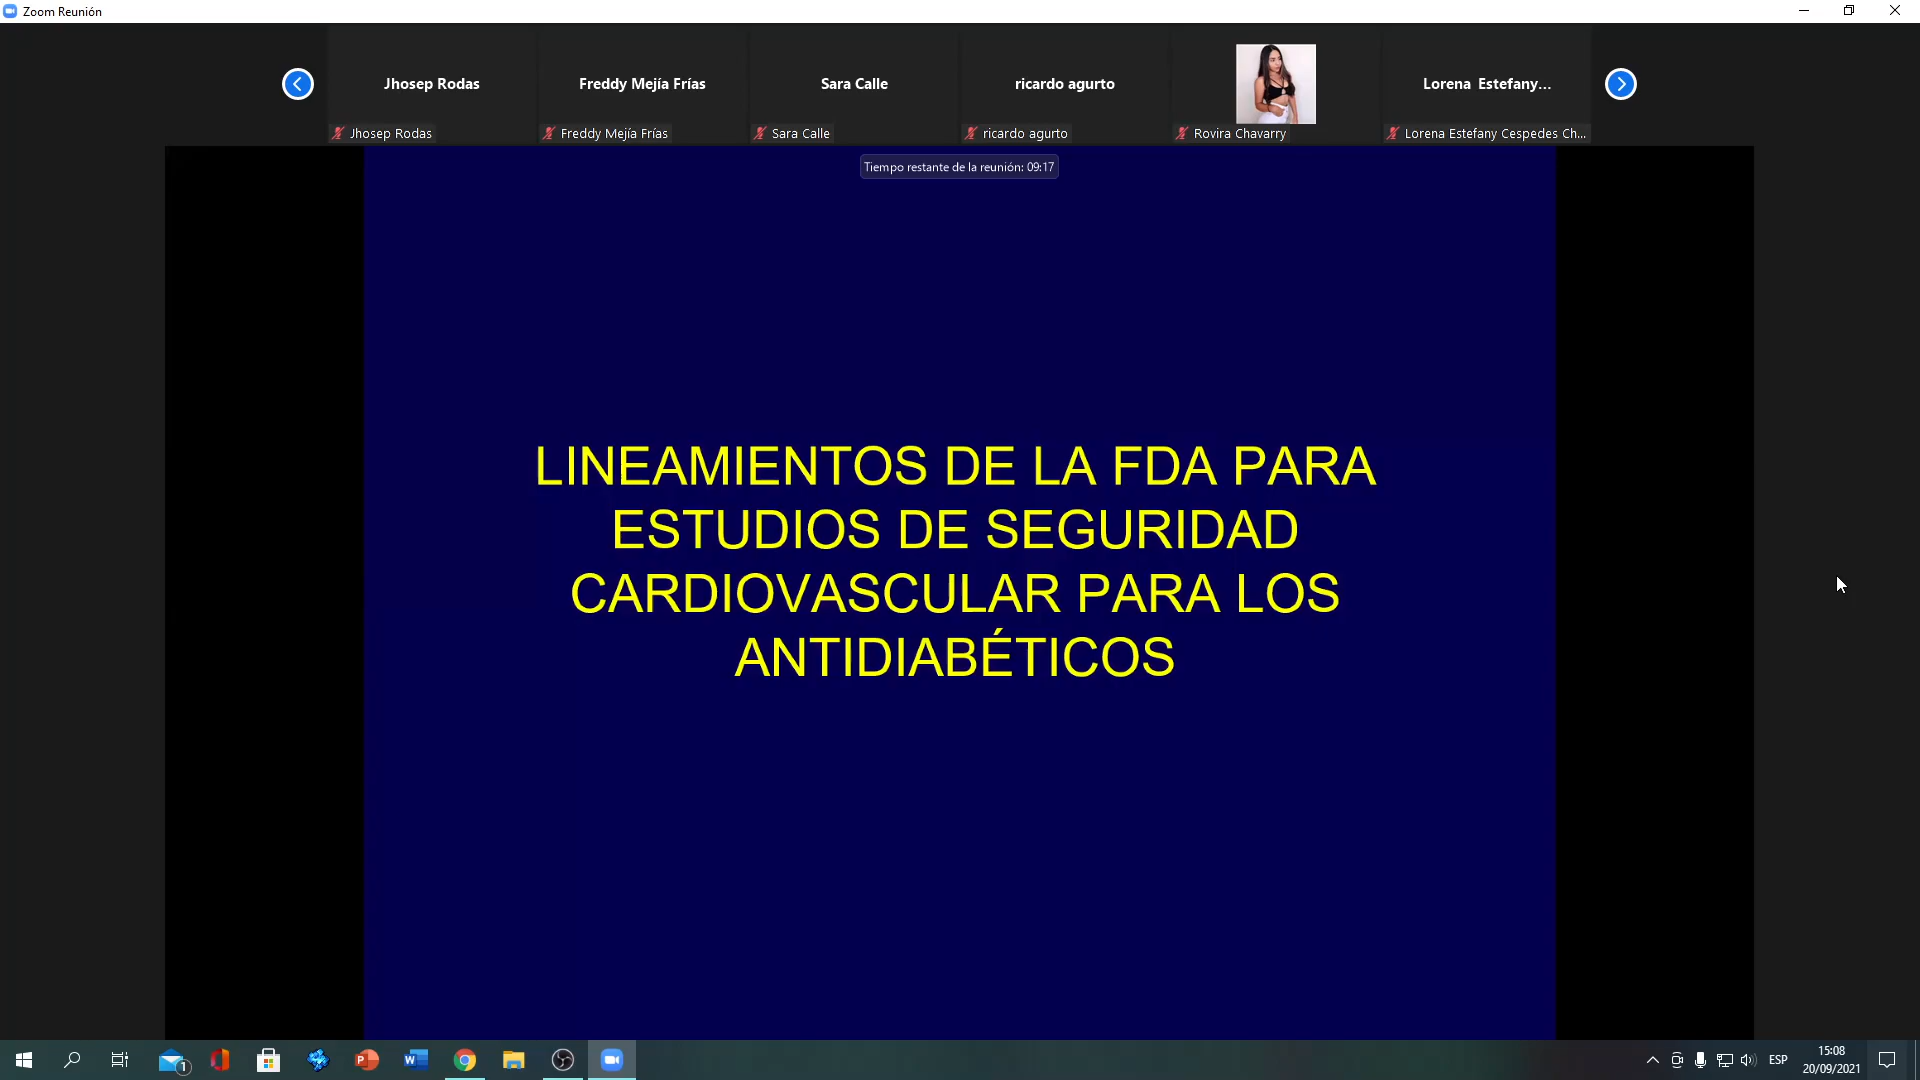 Zoom Reunión
Jhosep Rodas
Freddy Mejía Frías
Sara Calle
ricardo agurto
Lorena Estefany...
Jhosep Rodas
Freddy Mejía Frías
Sara Calle
ricardo agurto
Rovira Chavarry
Lorena Estefany Cespedes Ch...
Tiempo restante de la reunión: 09:17
LINEAMIENTOS DE LA FDA PARA
ESTUDIOS DE SEGURIDAD
CARDIOVASCULAR PARA LOS
ANTIDIABÉTICOS
1
ESP
15:08
20/09/2021